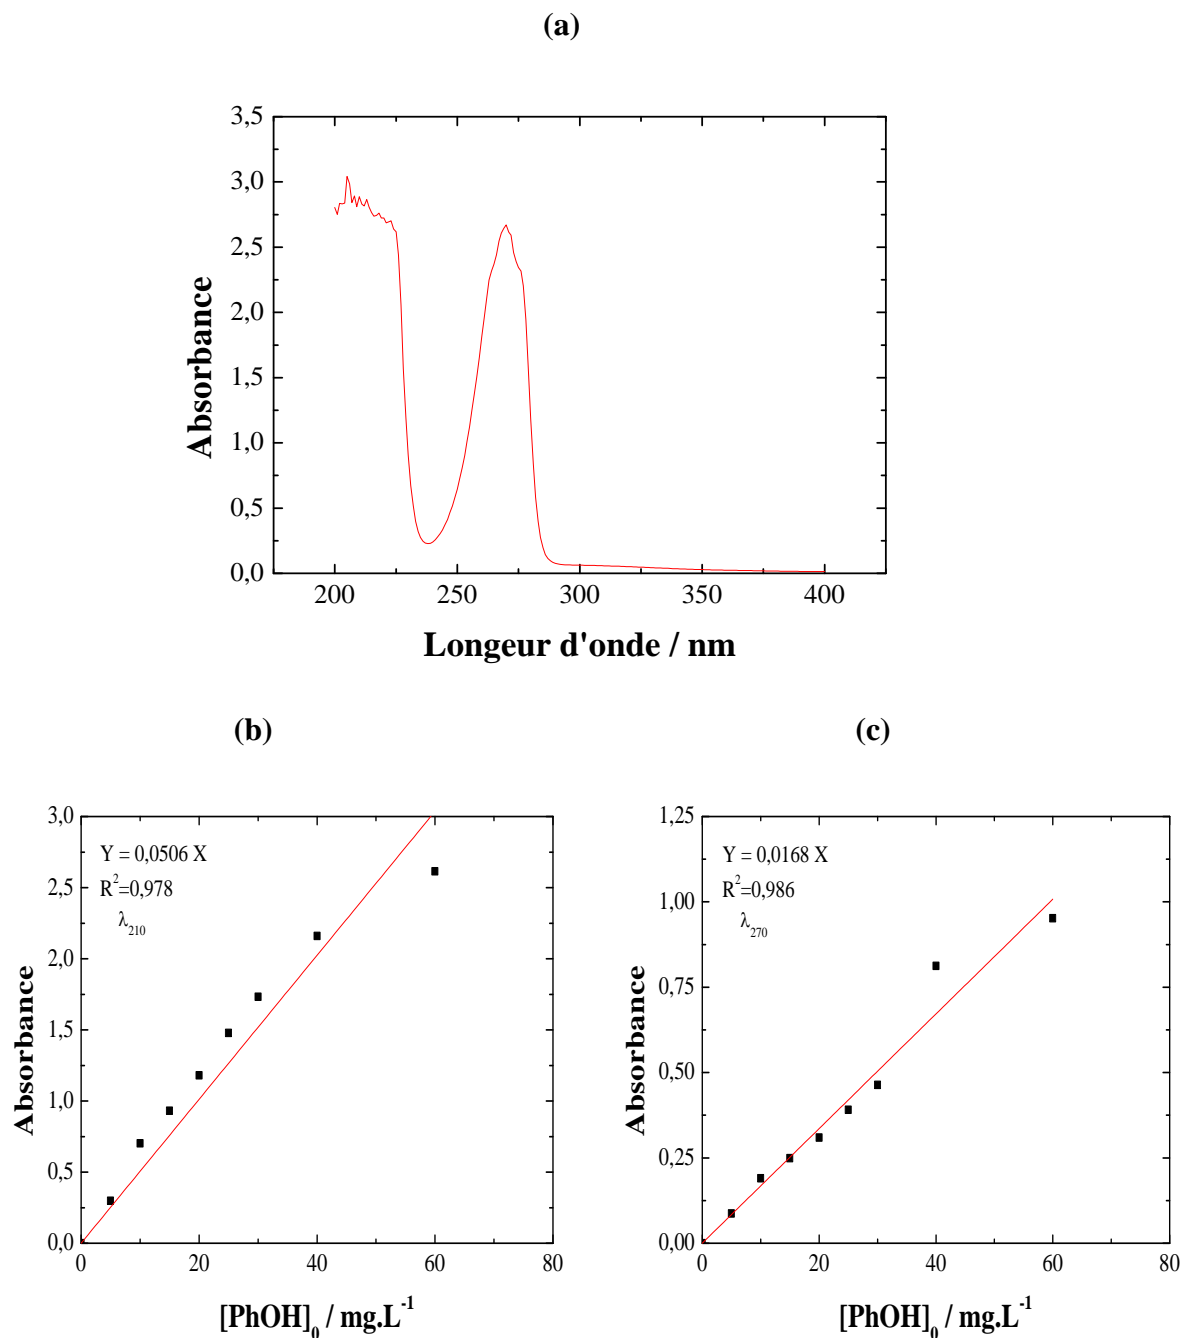 (a)
3,5
3,0
2,5
2,0
1,5
1,0
0,5
0,0
Absorbance
200 250 300 350 400
Longeur d'onde / nm
(b)
3,0
2,5
2,0
1,5
1,0
0,5
0,0
Absorbance
Y = 0,0506 X
R²=0,978
λ₂₁₀
0 20 40 60 80
[PhOH]₀ / mg.L⁻¹
(c)
1,25
1,00
0,75
0,50
0,25
0,00
Absorbance
Y = 0,0168 X
R²=0,986
λ₂₇₀
0 20 40 60 80
[PhOH]₀ / mg.L⁻¹